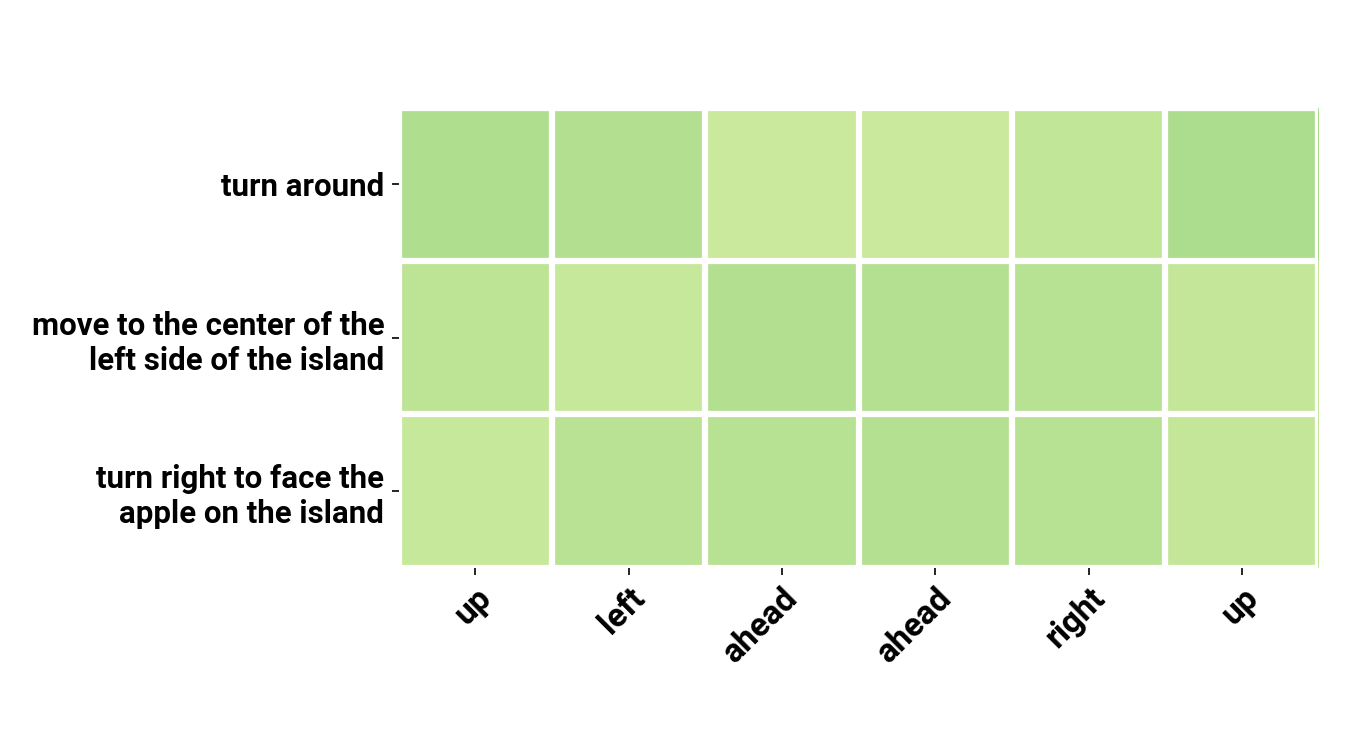 turn around
move to the center of the
left side of the island
turn right to face the
apple on the island
up
left
ahead
ahead
right
up